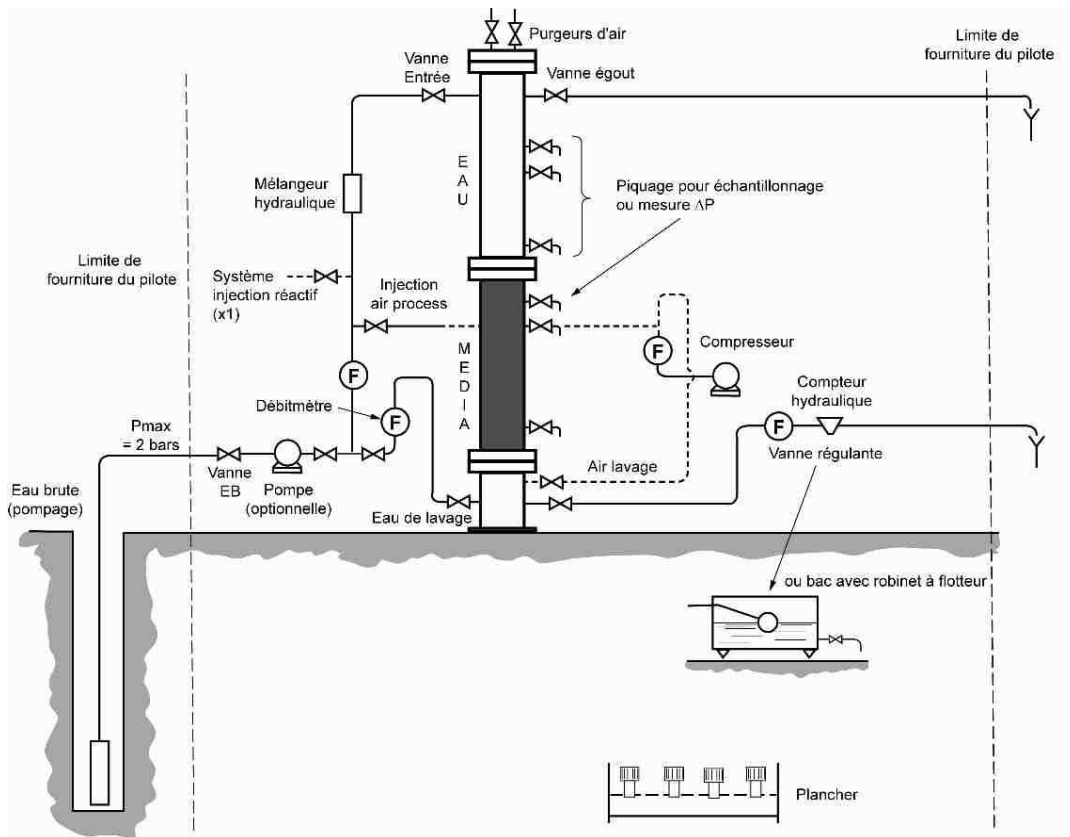 Purgeurs d'air
Limite de
fourniture du pilote
Vanne
Entrée
Vanne égout
E
A
U
Mélangeur
hydraulique
Piquage pour échantillonnage
ou mesure ΔP
Limite de
fourniture du pilote
Système
injection réactif
(x1)
Injection
air process
M
E
D
I
A
F
Compresseur
F
Débitmètre
F
Compteur
hydraulique
F
Pmax
= 2 bars
Vanne régulante
Air lavage
Vanne
EB
Pompe
(optionnelle)
Eau brute
(pompage)
Eau de lavage
ou bac avec robinet à flotteur
Plancher